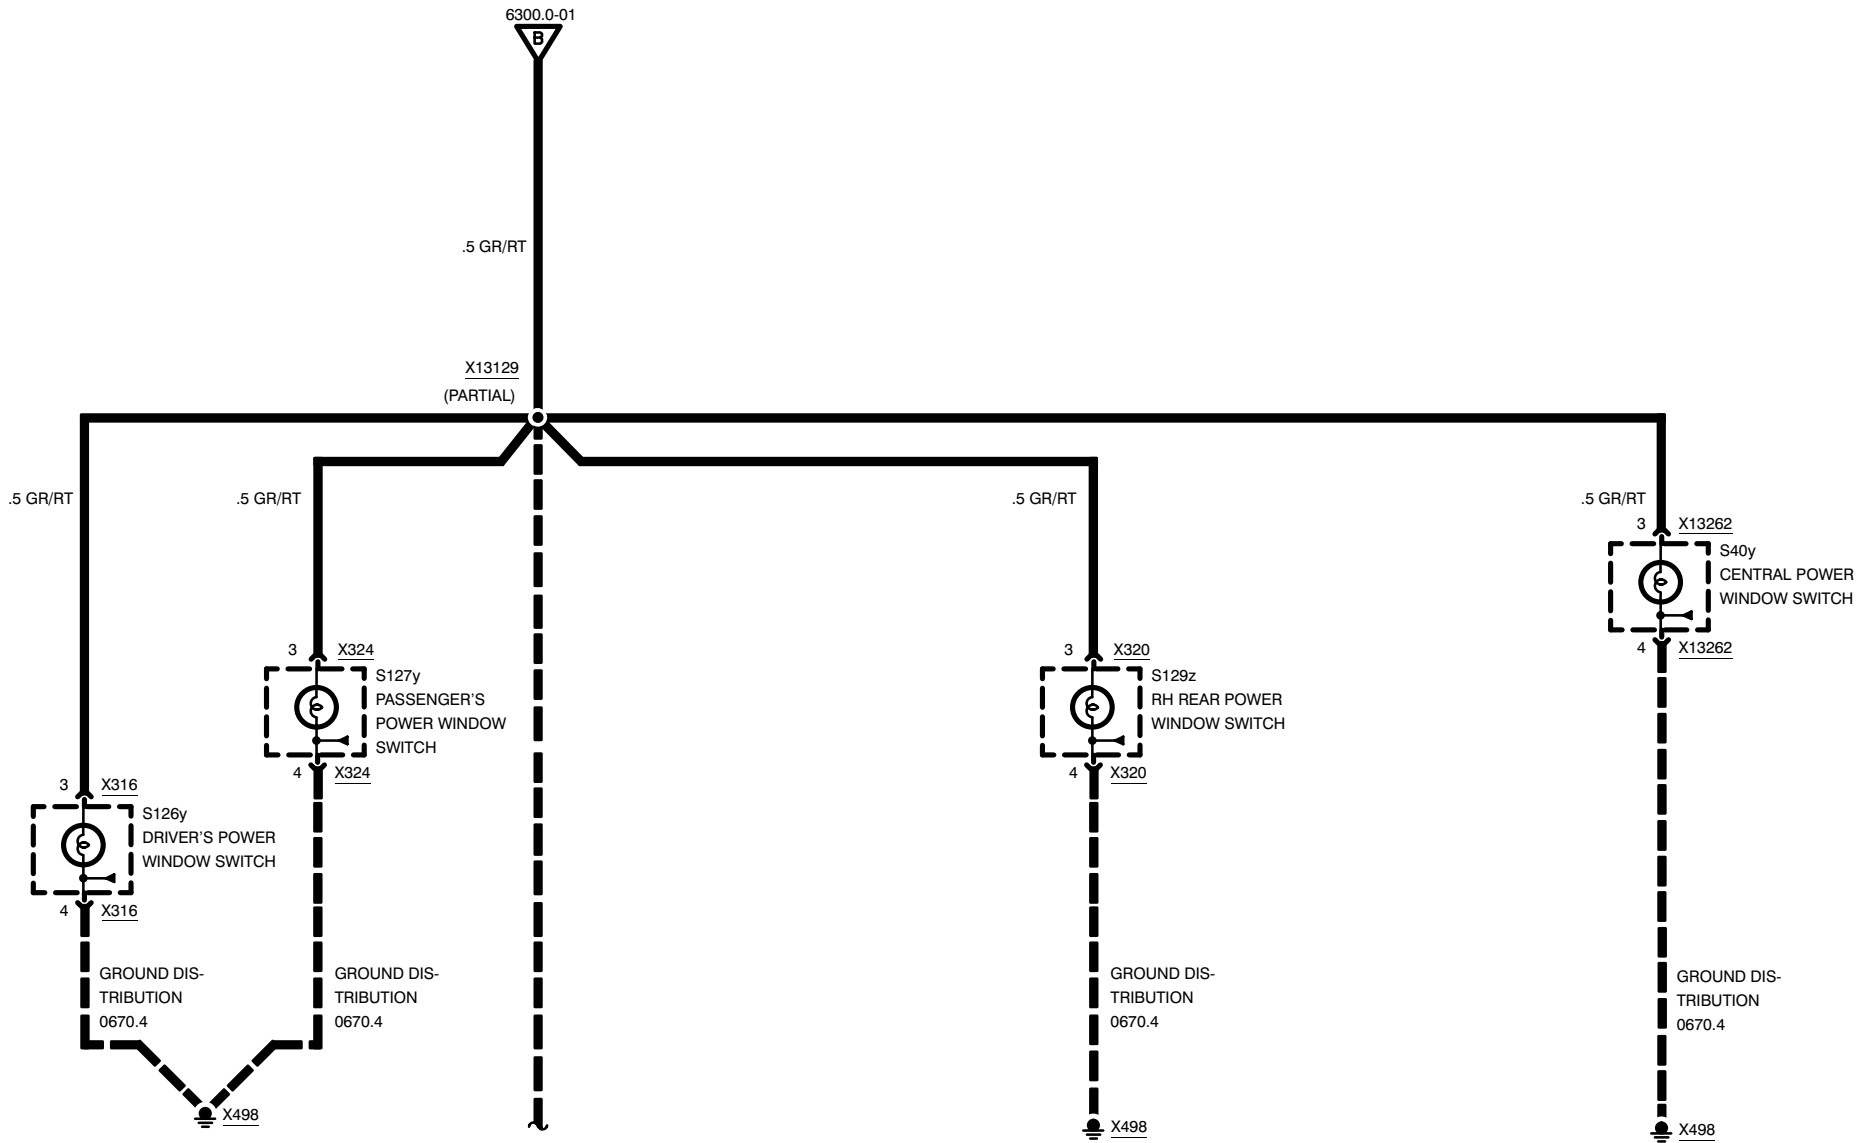 6300.0-01
B
.5 GR/RT
X13129
(PARTIAL)
.5 GR/RT
.5 GR/RT
.5 GR/RT
.5 GR/RT
3 X13262
S40y
CENTRAL POWER
WINDOW SWITCH
4 X13262
3 X324
S127y
PASSENGER'S
POWER WINDOW
SWITCH
4 X324
3 X320
S129z
RH REAR POWER
WINDOW SWITCH
4 X320
3 X316
S126y
DRIVER'S POWER
WINDOW SWITCH
4 X316
GROUND DIS-
TRIBUTION
0670.4
GROUND DIS-
TRIBUTION
0670.4
GROUND DIS-
TRIBUTION
0670.4
GROUND DIS-
TRIBUTION
0670.4
X498
X498
X498